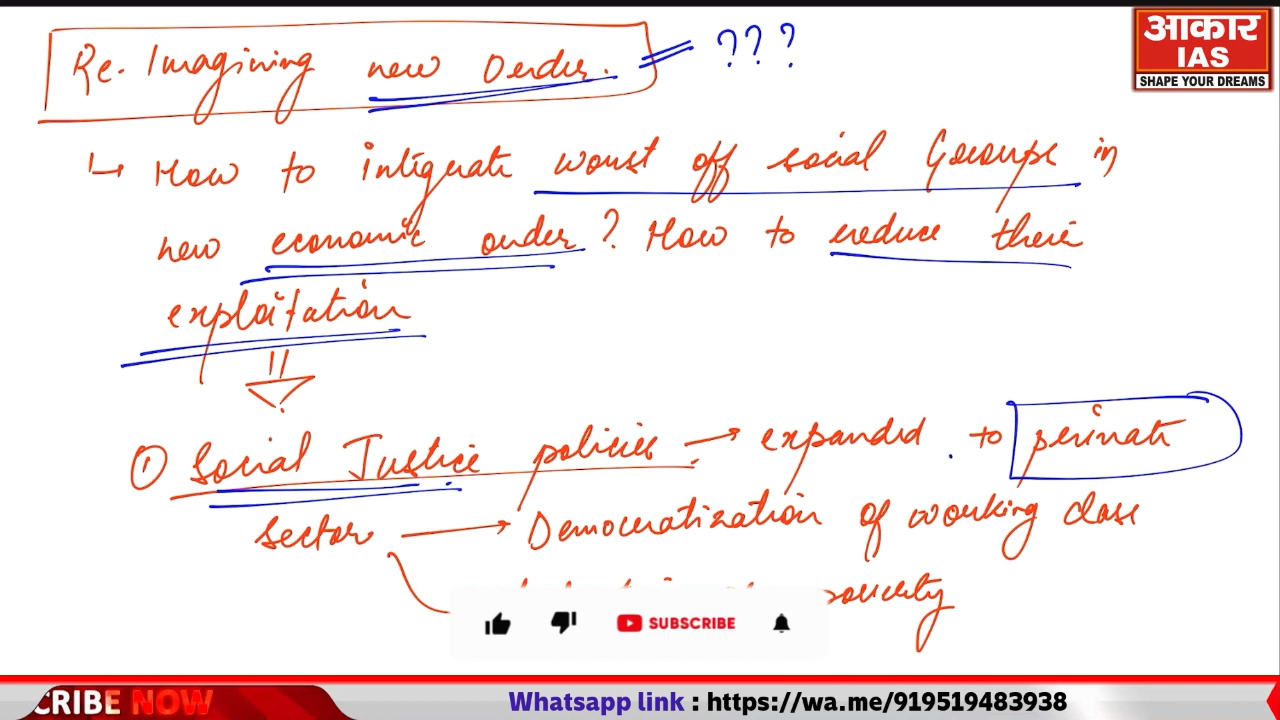 Re-Imagining new Order. ???
आकार
IAS
SHAPE YOUR DREAMS
↳ How to intigrate worst off social Groups in
new economic order? How to reduce their
exploitation
① Social Justice policies → expanded to private
sector → Democratization of working class
poverty
SUBSCRIBE
CRIBE NOW
Whatsapp link : https://wa.me/919519483938